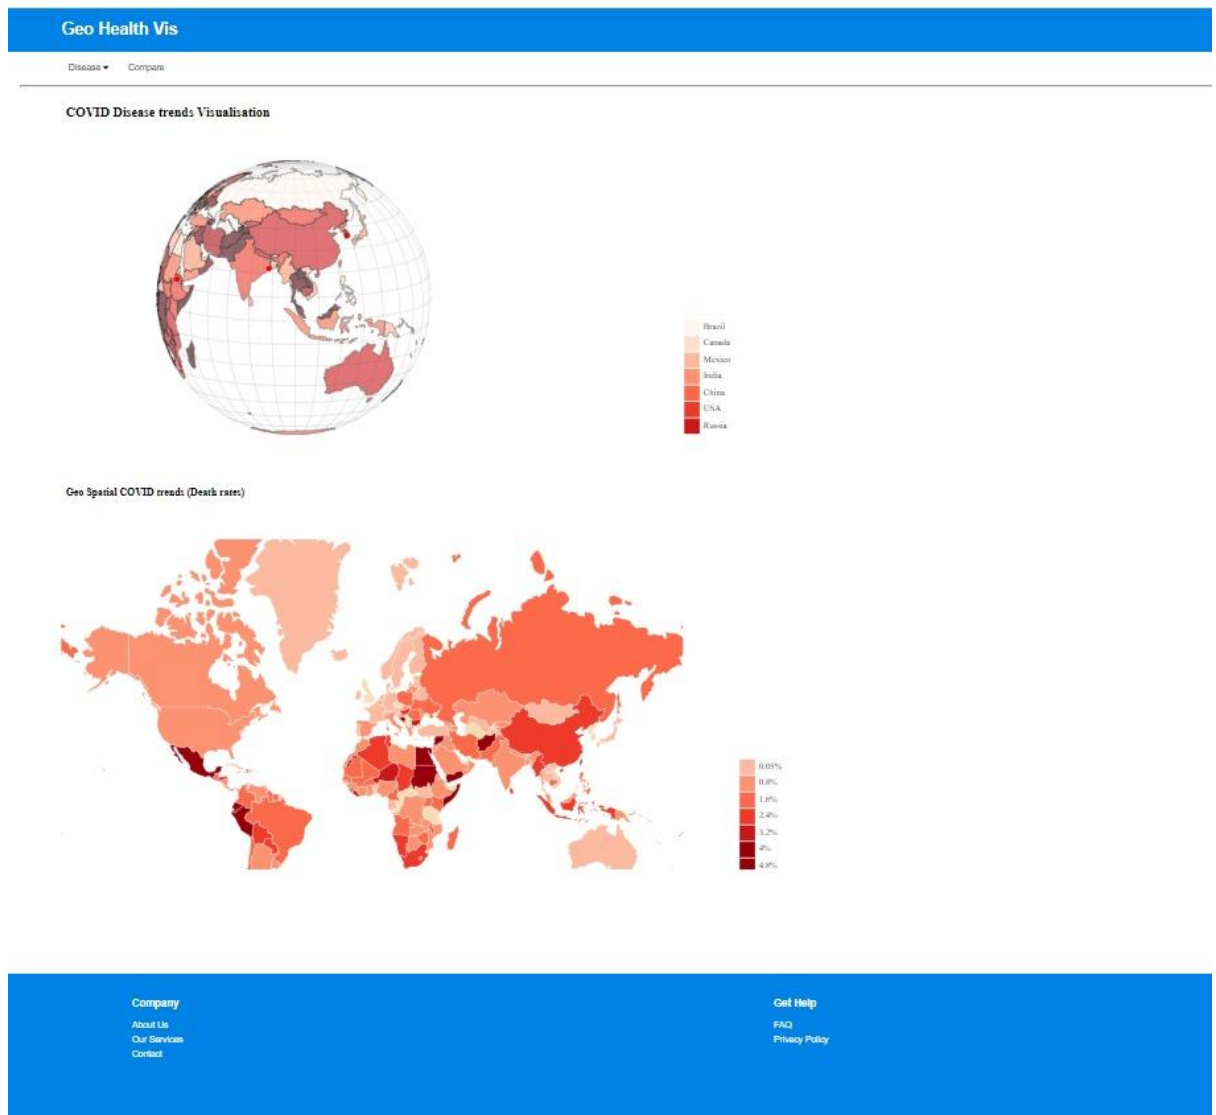 Geo Health Vis
Disease Compare
COVID Disease trends Visualisation
Brazil
Canada
Mexico
India
China
USA
Russia
Geo Spatial COVID trends (Death rates)
0.05%
0.8%
1.6%
2.4%
3.2%
4%
4.8%
Company
About Us
Our Services
Contact
Get Help
FAQ
Privacy Policy